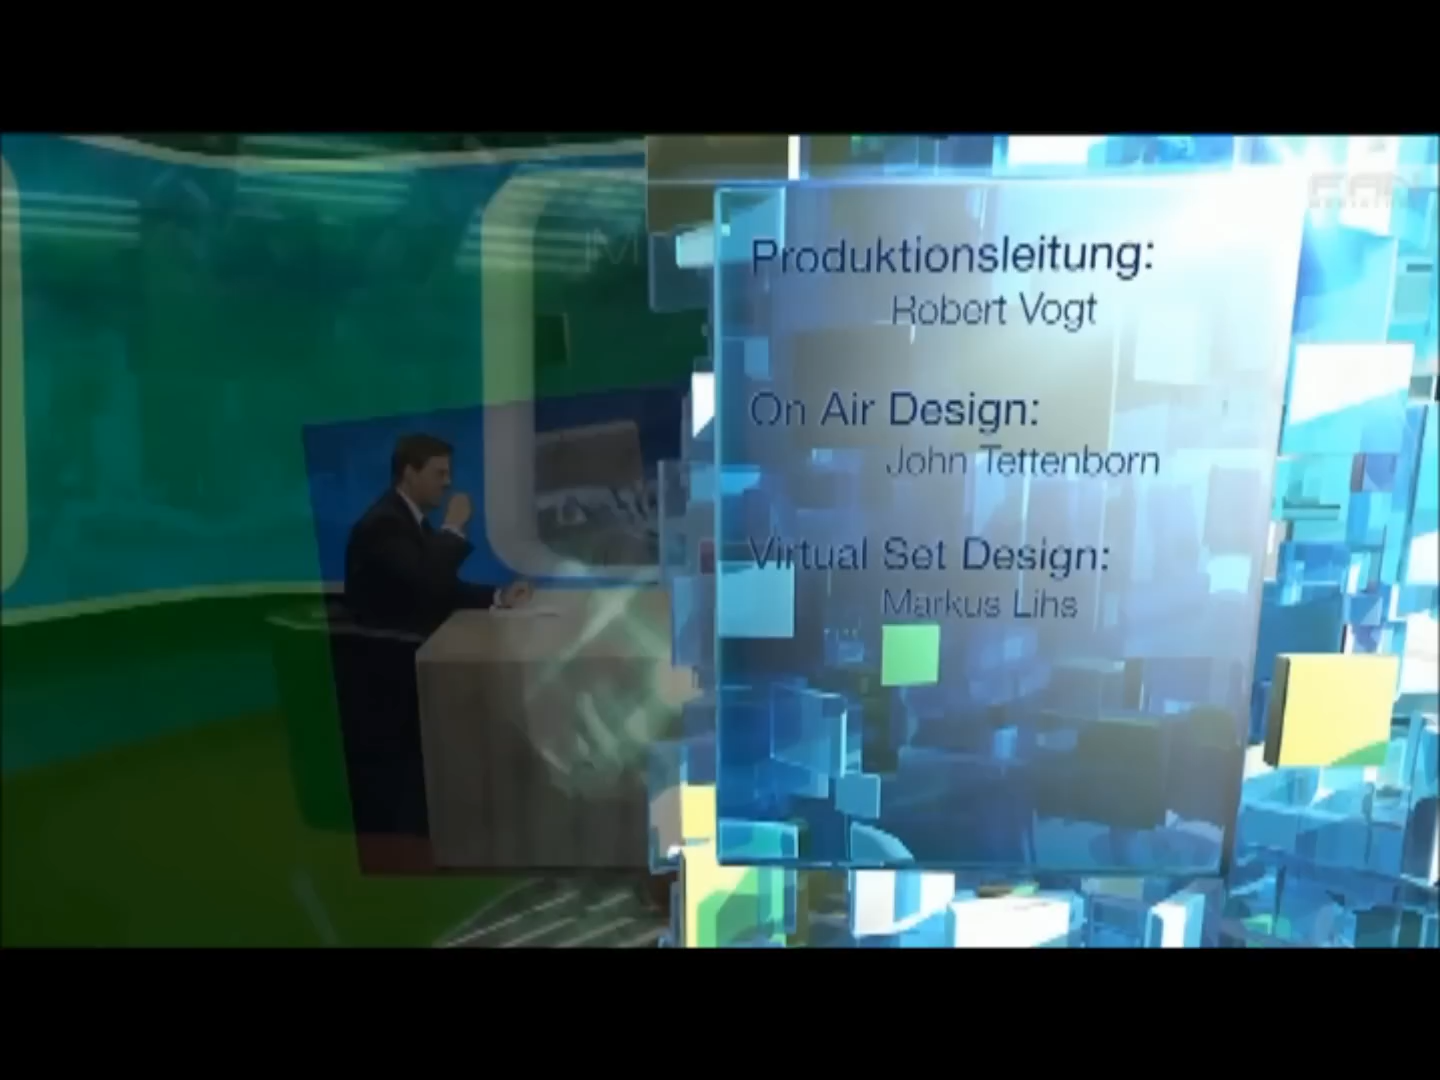 Produktionsleitung:
Robert Vogt
On Air Design:
John Tettenborn
Virtual Set Design:
Markus Lihs